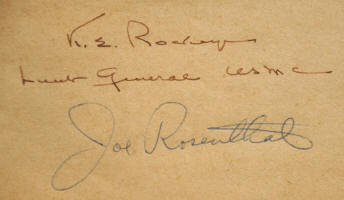 K. E. Rockey
Lieut General USMC
Joe Rosenthal